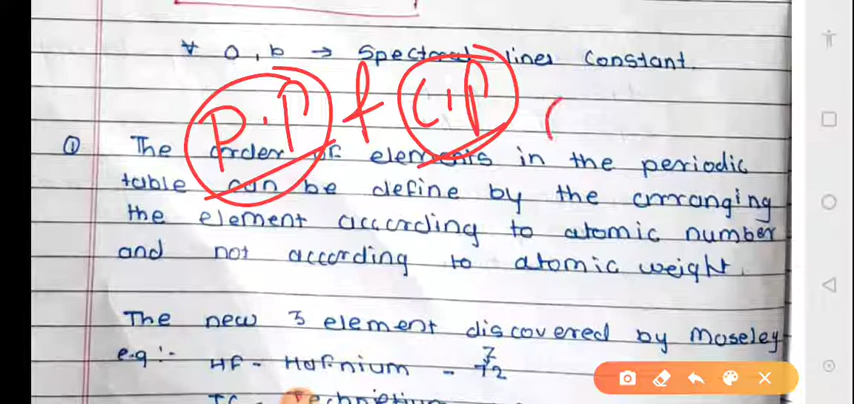 ∀ a, b → Spectoral lines Constant.
P.P & C.P (
① The order of elements in the periodic
table can be define by the arranging
the element according to atomic number
and not according to atomic weight.
The new 3 element discovered by Moseley
e.g :- HF - Hafnium - 72
TC - Technetium